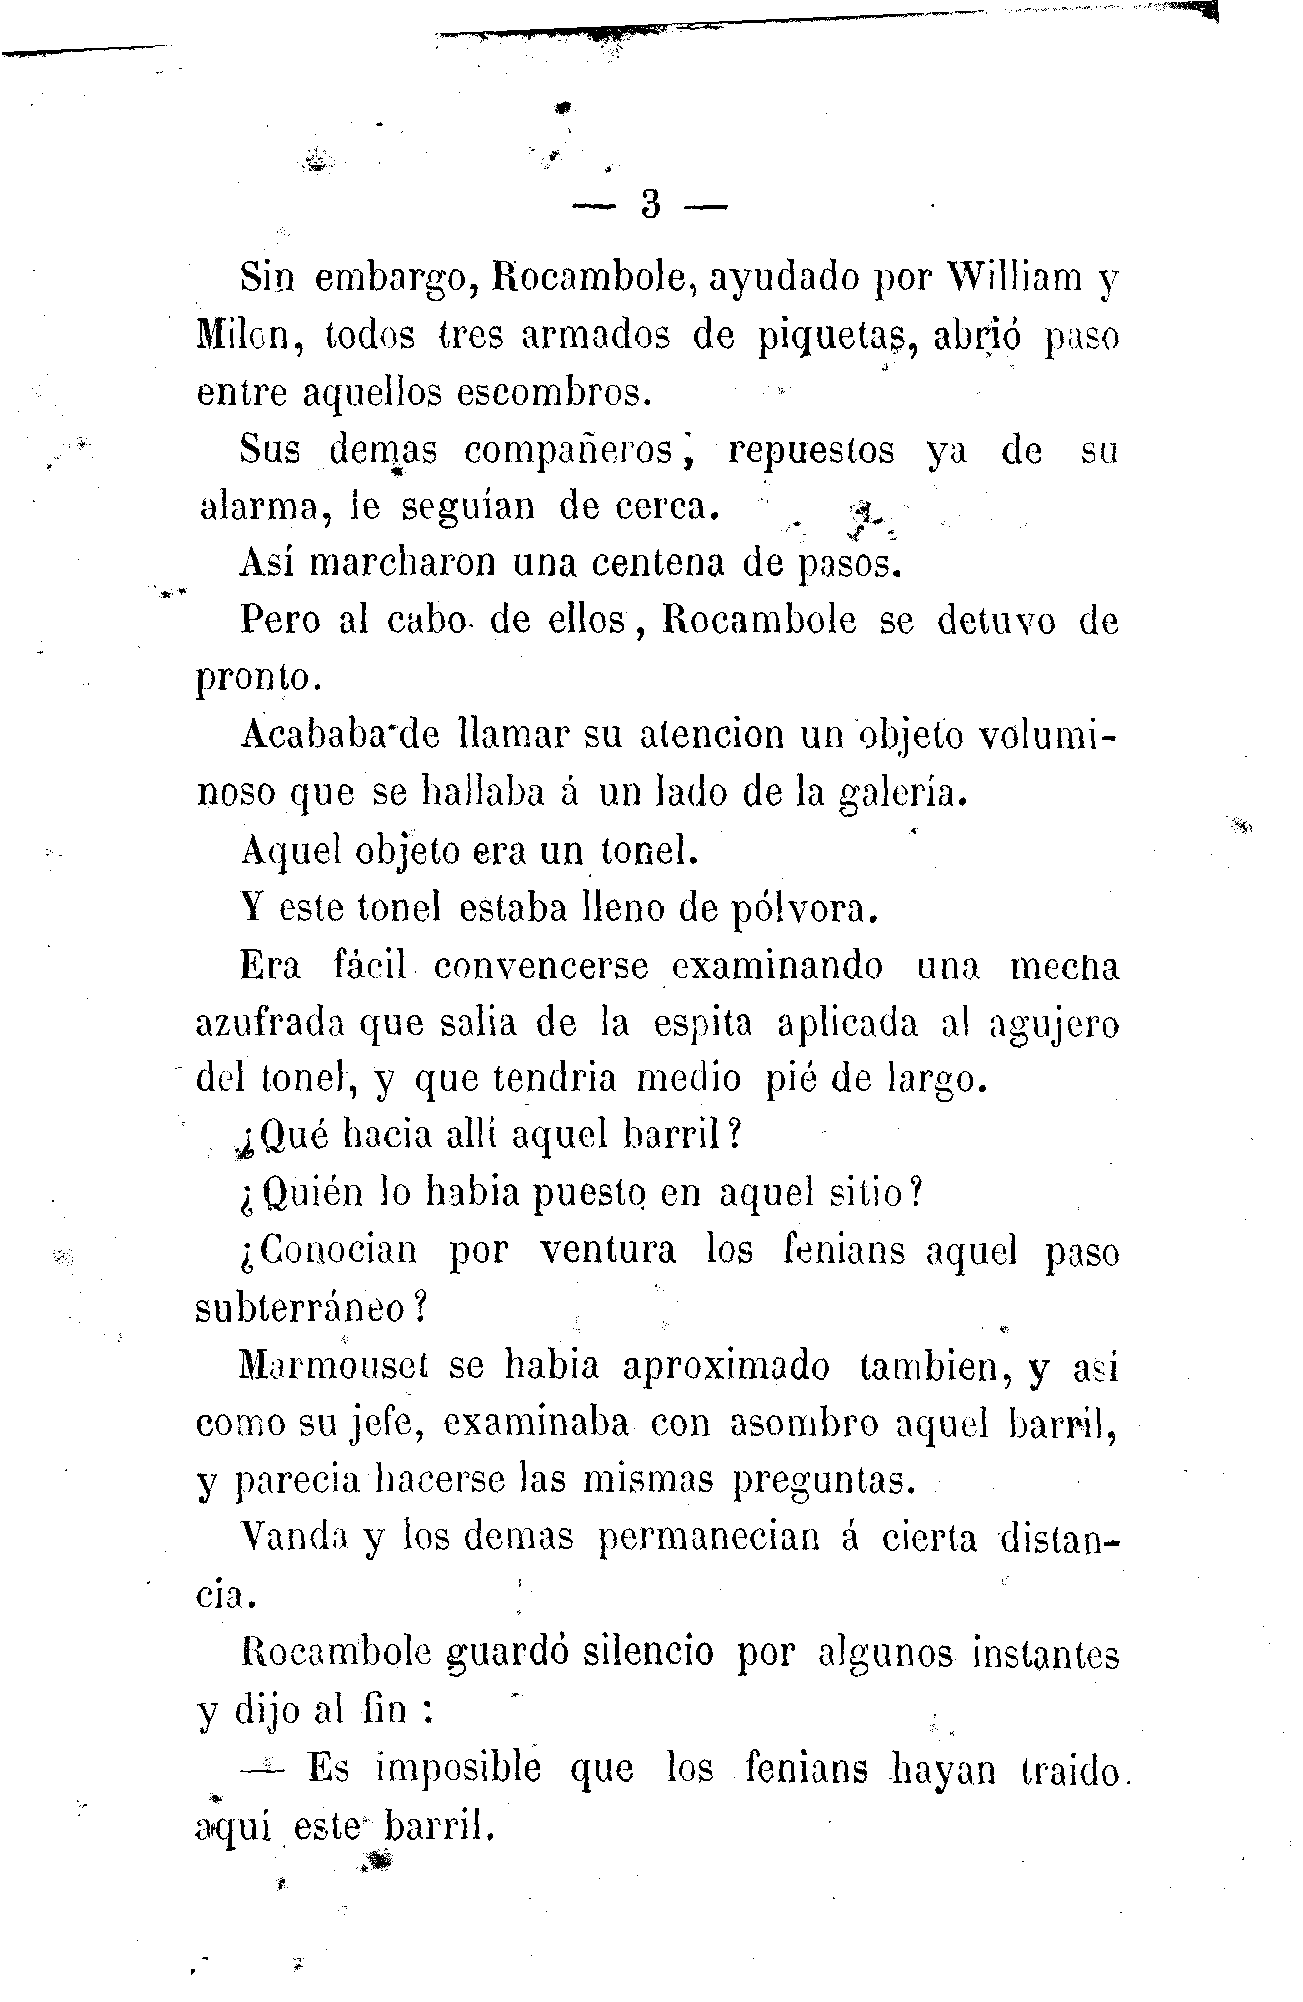 — 3 —
Sin embargo, Rocambole, ayudado por William y
Milon, todos tres armados de piquetas, abrió paso
entre aquellos escombros.
Sus demas compañeros, repuestos ya de su
alarma, le seguían de cerca.
Así marcharon una centena de pasos.
Pero al cabo de ellos, Rocambole se detuvo de
pronto.
Acababa de llamar su atencion un objeto volumi-
noso que se hallaba á un lado de la galería.
Aquel objeto era un tonel.
Y este tonel estaba lleno de pólvora.
Era fácil convencerse examinando una mecha
azufrada que salia de la espita aplicada al agujero
del tonel, y que tendria medio pié de largo.
¿Qué hacia allí aquel barril?
¿Quién lo habia puesto en aquel sitio?
¿Conocian por ventura los fenians aquel paso
subterráneo?
Marmouset se habia aproximado tambien, y así
como su jefe, examinaba con asombro aquel barril,
y parecia hacerse las mismas preguntas.
Vanda y los demas permanecian á cierta distan-
cia.
Rocambole guardó silencio por algunos instantes
y dijo al fin :
— Es imposible que los fenians hayan traido
aquí este barril.